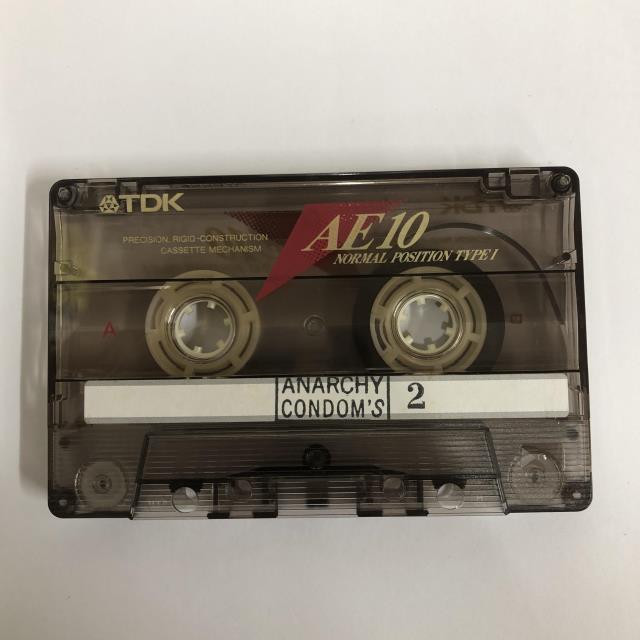 TDK
AE10
PRECISION, RIGID-CONSTRUCTION
CASSETTE MECHANISM
NORMAL POSITION TYPE I
A
ANARCHY
CONDOM'S
2